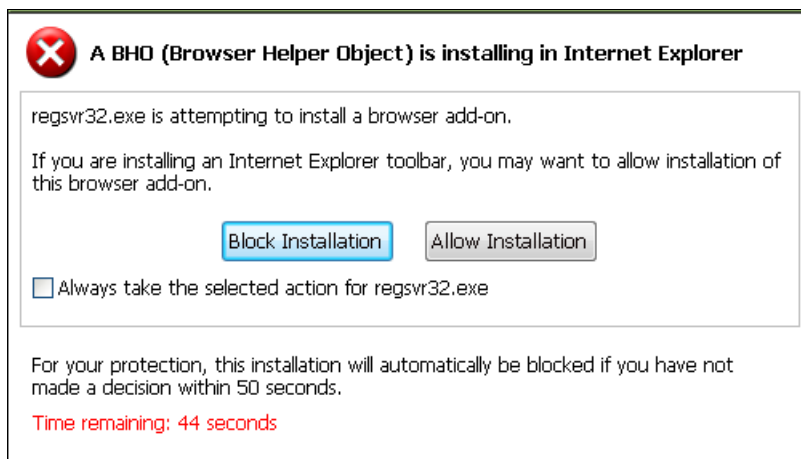 A BHO (Browser Helper Object) is installing in Internet Explorer
regsvr32.exe is attempting to install a browser add-on.
If you are installing an Internet Explorer toolbar, you may want to allow installation of
this browser add-on.
Block Installation
Allow Installation
Always take the selected action for regsvr32.exe
For your protection, this installation will automatically be blocked if you have not
made a decision within 50 seconds.
Time remaining: 44 seconds